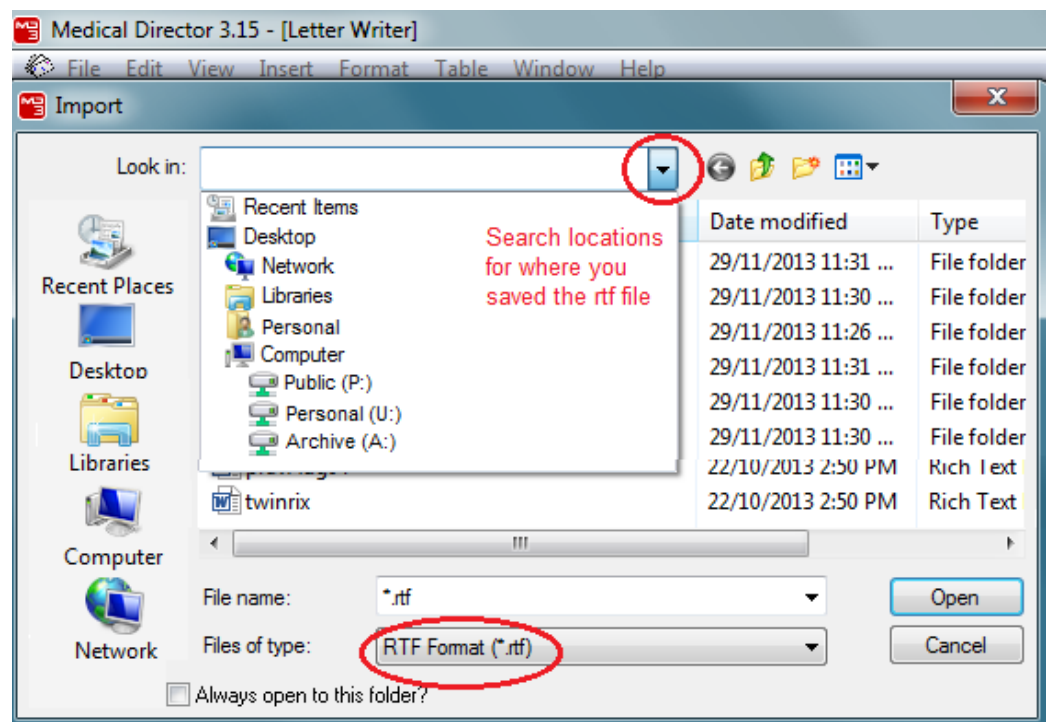 Medical Director 3.15 - [Letter Writer]
File Edit View Insert Format Table Window Help
Import
Look in:
Recent Items
Desktop
Network
Libraries
Personal
Computer
Public (P:)
Personal (U:)
Archive (A:)
Search locations
for where you
saved the rtf file
Date modified Type
29/11/2013 11:31 ... File folder
29/11/2013 11:30 ... File folder
29/11/2013 11:26 ... File folder
29/11/2013 11:31 ... File folder
29/11/2013 11:30 ... File folder
29/11/2013 11:30 ... File folder
22/10/2013 2:50 PM Rich Text
twinrix 22/10/2013 2:50 PM Rich Text
Recent Places
Desktop
Libraries
Computer
Network
File name: *.rtf Open
Files of type: RTF Format (*.rtf) Cancel
Always open to this folder?